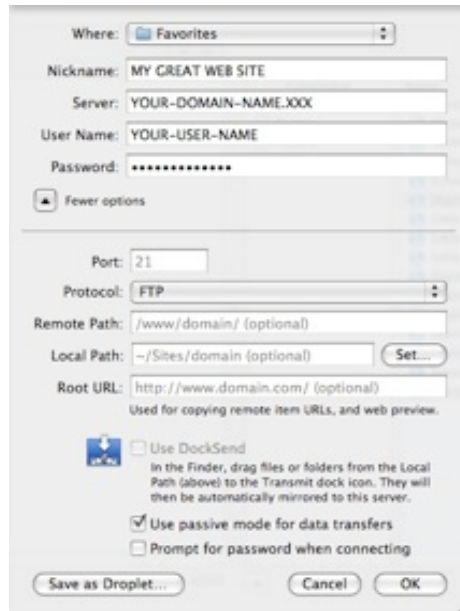 Where: Favorites
Nickname: MY GREAT WEB SITE
Server: YOUR-DOMAIN-NAME.XXX
User Name: YOUR-USER-NAME
Password: •••••••••••••
Fewer options
Port: 21
Protocol: FTP
Remote Path: /www/domain/ (optional)
Local Path: ~/Sites/domain (optional) Set...
Root URL: http://www.domain.com/ (optional)
Used for copying remote item URLs, and web preview.
Use DockSend
In the Finder, drag files or folders from the Local
Path (above) to the Transmit dock icon. They will
then be automatically mirrored to this server.
Use passive mode for data transfers
Prompt for password when connecting
Save as Droplet... Cancel OK